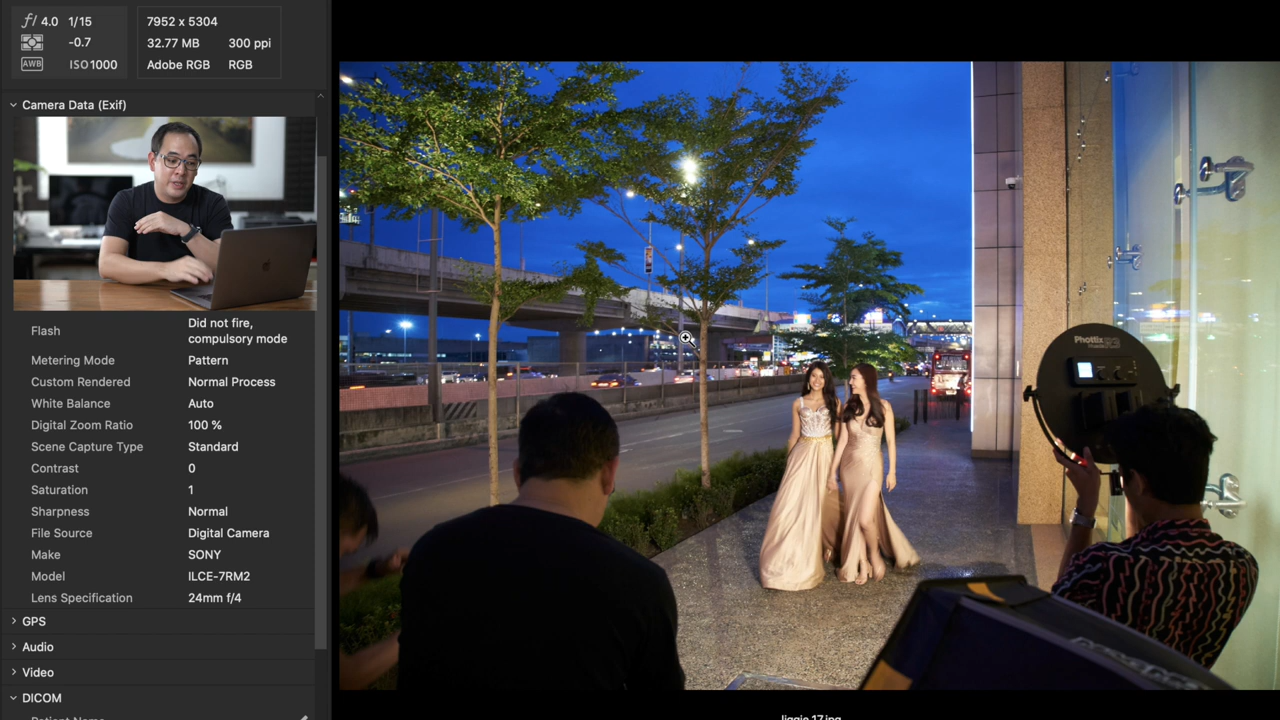 f/ 4.0 1/15
-0.7
AWB ISO1000
7952 x 5304
32.77 MB 300 ppi
Adobe RGB RGB
Camera Data (Exif)
Flash Did not fire, compulsory mode
Metering Mode Pattern
Custom Rendered Normal Process
White Balance Auto
Digital Zoom Ratio 100 %
Scene Capture Type Standard
Contrast 0
Saturation 1
Sharpness Normal
File Source Digital Camera
Make SONY
Model ILCE-7RM2
Lens Specification 24mm f/4
GPS
Audio
Video
DICOM
Phottix